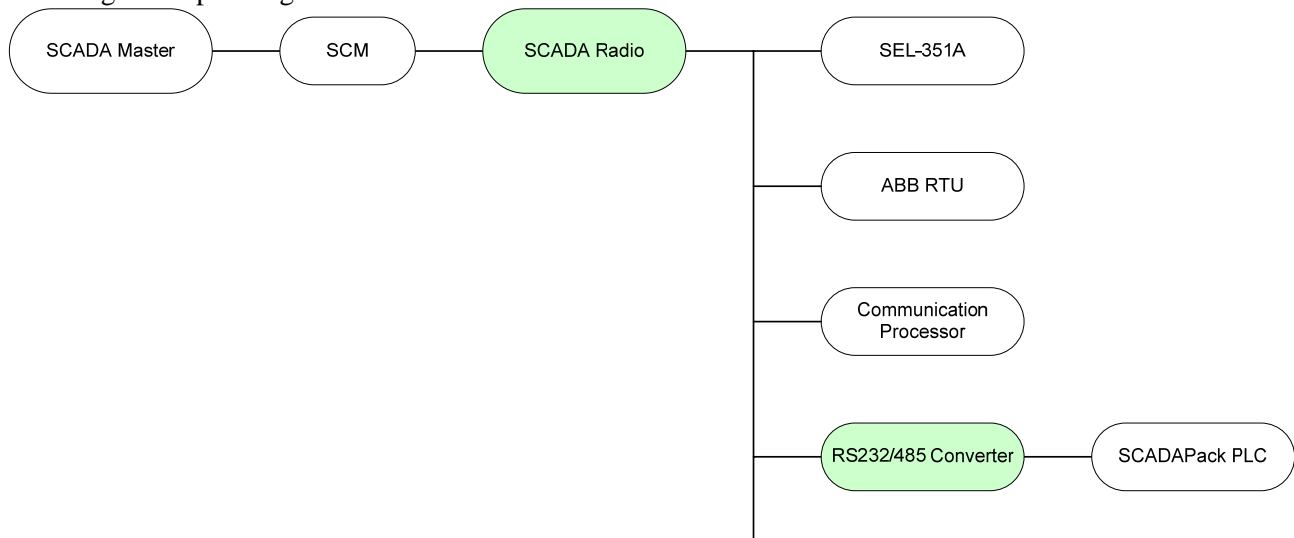 SCADA Master
SCM
SCADA Radio
SEL-351A
ABB RTU
Communication
Processor
RS232/485 Converter
SCADAPack PLC